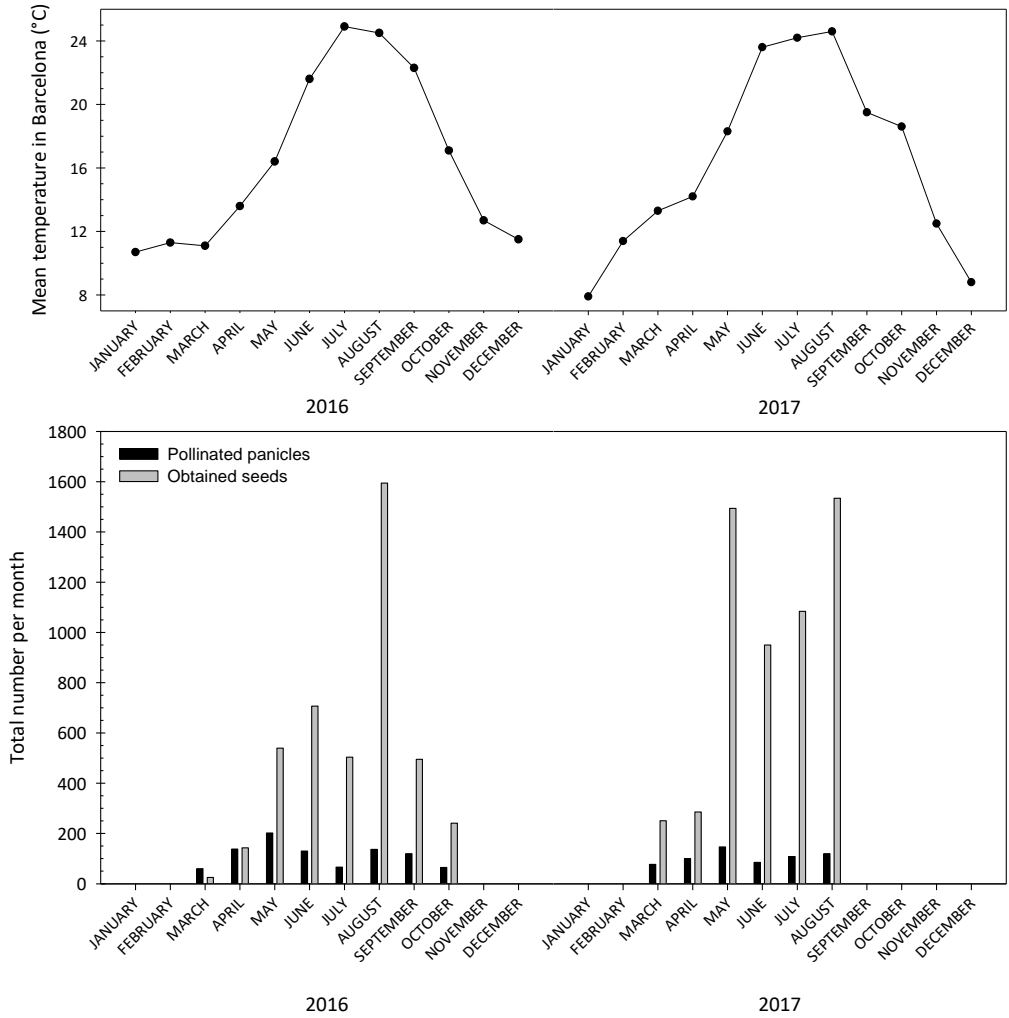 Mean temperature in Barcelona (°C)
24
20
16
12
8
JANUARY
FEBRUARY
MARCH
APRIL
MAY
JUNE
JULY
AUGUST
SEPTEMBER
OCTOBER
NOVEMBER
DECEMBER
JANUARY
FEBRUARY
MARCH
APRIL
MAY
JUNE
JULY
AUGUST
SEPTEMBER
OCTOBER
NOVEMBER
DECEMBER
2016
2017
Total number per month
1800
1600
1400
1200
1000
800
600
400
200
0
Pollinated panicles
Obtained seeds
JANUARY
FEBRUARY
MARCH
APRIL
MAY
JUNE
JULY
AUGUST
SEPTEMBER
OCTOBER
NOVEMBER
DECEMBER
JANUARY
FEBRUARY
MARCH
APRIL
MAY
JUNE
JULY
AUGUST
SEPTEMBER
OCTOBER
NOVEMBER
DECEMBER
2016
2017